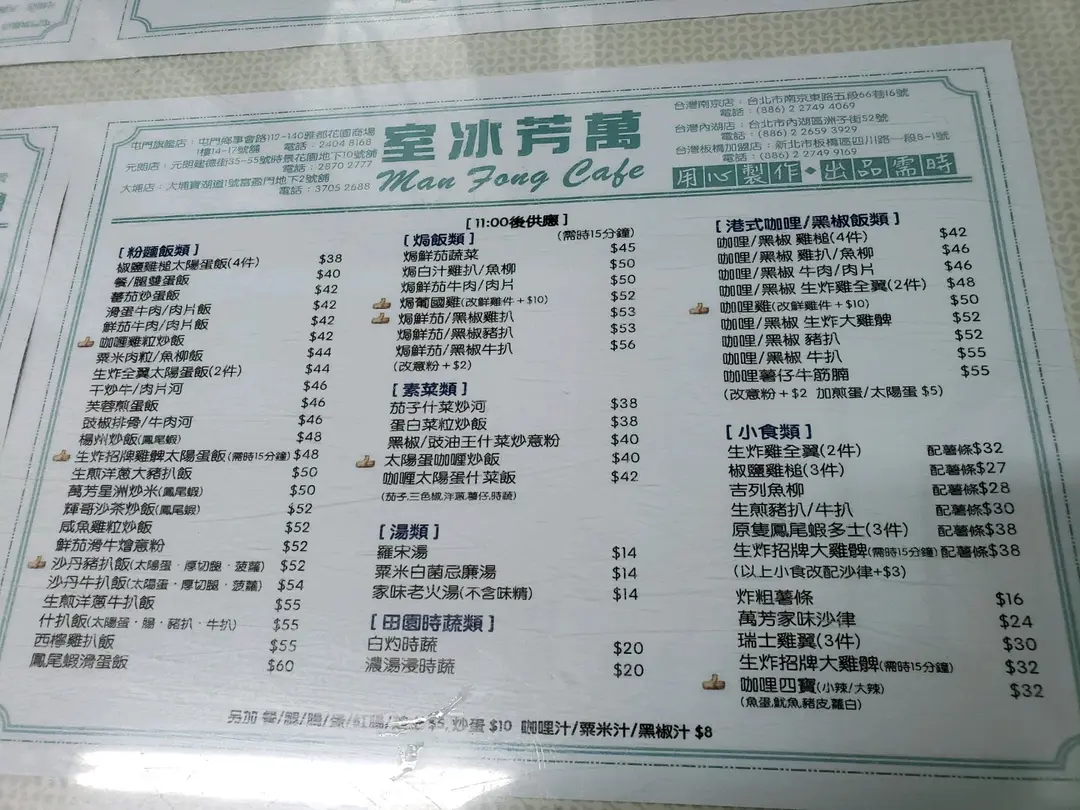 屯門旗艦店：屯門鄉事會路112-140雅都花園商場
1樓14-17號舖 電話：2404 8168
元朗店：元朗建德街35-55號時景花園地下10號舖
電話：2870 2777
大埔店：大埔寶湖道1號富盈門地下2號舖
電話：3705 2688
室冰芳萬
Man Fong Cafe
台灣南京店：台北市南京東路五段66巷16號
電話：(886) 2 2749 4069
台灣內湖店：台北市內湖區洲子街52號
電話：(886) 2 2659 3929
台灣板橋加盟店：新北市板橋區四川路一段8-1號
電話：(886) 2 2749 9169
用心製作◆出品需時
[11:00後供應]
[粉麵飯類]
椒鹽雞槌太陽蛋飯(4件) $38
餐/腿雙蛋飯 $40
蕃茄炒蛋飯 $42
滑蛋牛肉/肉片飯 $42
鮮茄牛肉/肉片飯 $42
咖喱雞粒炒飯 $42
粟米肉粒/魚柳飯 $44
生炸全翼太陽蛋飯(2件) $44
干炒牛/肉片河 $46
芙蓉煎蛋飯 $46
豉椒排骨/牛肉河 $46
楊州炒飯(鳳尾蝦) $48
生炸招牌雞髀太陽蛋飯(需時15分鐘) $48
生煎洋蔥大豬扒飯 $50
萬芳星洲炒米(鳳尾蝦) $50
輝哥沙茶炒飯(鳳尾蝦) $52
咸魚雞粒炒飯 $52
鮮茄滑牛燴意粉 $52
沙丹豬扒飯(太陽蛋．厚切腿．菠蘿) $52
沙丹牛扒飯(太陽蛋．厚切腿．菠蘿) $54
生煎洋蔥牛扒飯 $55
什扒飯(太陽蛋．腸．豬扒．牛扒) $55
西檸雞扒飯 $55
鳳尾蝦滑蛋飯 $60
[焗飯類] (需時15分鐘)
焗鮮茄蔬菜 $45
焗白汁雞扒/魚柳 $50
焗鮮茄牛肉/肉片 $50
焗葡國雞(改鮮雞件+$10) $52
焗鮮茄/黑椒雞扒 $53
焗鮮茄/黑椒豬扒 $53
焗鮮茄/黑椒牛扒 $56
(改意粉+$2)
[素菜類]
茄子什菜炒河 $38
蛋白菜粒炒飯 $38
黑椒/豉油王什菜炒意粉 $40
太陽蛋咖喱炒飯 $40
咖喱太陽蛋什菜飯 $42
(茄子,三色椒,洋蔥,薯仔,時蔬)
[湯類]
羅宋湯 $14
粟米白菌忌廉湯 $14
家味老火湯(不含味精) $14
[田園時蔬類]
白灼時蔬 $20
濃湯浸時蔬 $20
[港式咖喱/黑椒飯類]
咖喱/黑椒 雞槌(4件) $42
咖喱/黑椒 雞扒/魚柳 $46
咖喱/黑椒 牛肉/肉片 $46
咖喱/黑椒 生炸雞全翼(2件) $48
咖喱雞(改鮮雞件+$10) $50
咖喱/黑椒 生炸大雞髀 $52
咖喱/黑椒 豬扒 $52
咖喱/黑椒 牛扒 $55
咖喱薯仔牛筋腩 $55
(改意粉+$2 加煎蛋/太陽蛋 $5)
[小食類]
生炸雞全翼(2件) 配薯條$32
椒鹽雞槌(3件) 配薯條$27
吉列魚柳 配薯條$28
生煎豬扒/牛扒 配薯條$30
原隻鳳尾蝦多士(3件) 配薯條$38
生炸招牌大雞髀(需時15分鐘) 配薯條$38
(以上小食改配沙律+$3)
炸粗薯條 $16
萬芳家味沙律 $24
瑞士雞翼(3件) $30
生炸招牌大雞髀(需時15分鐘) $32
咖喱四寶(小辣/大辣) $32
(魚蛋,魷魚,豬皮,蘿白)
另加 餐/腿/腸/蛋/紅腸/ $5, 炒蛋 $10 咖喱汁/粟米汁/黑椒汁 $8